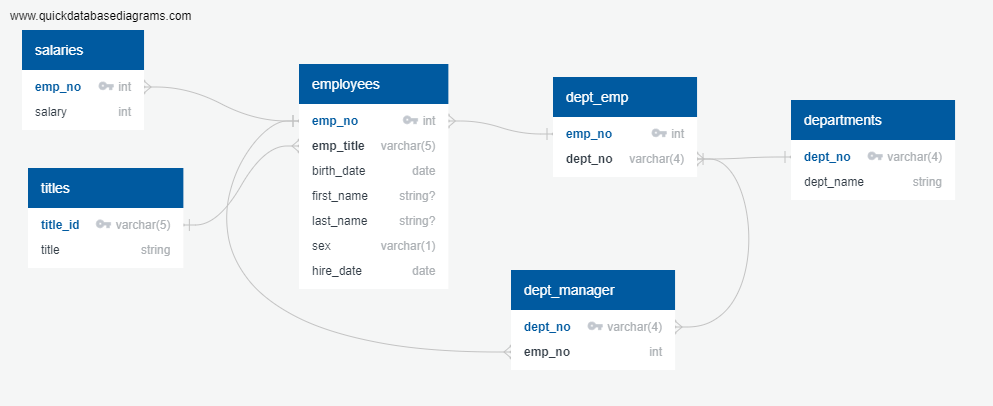 www.quickdatabasediagrams.com
salaries
emp_no int
salary int
titles
title_id varchar(5)
title string
employees
emp_no int
emp_title varchar(5)
birth_date date
first_name string?
last_name string?
sex varchar(1)
hire_date date
dept_emp
emp_no int
dept_no varchar(4)
departments
dept_no varchar(4)
dept_name string
dept_manager
dept_no varchar(4)
emp_no int